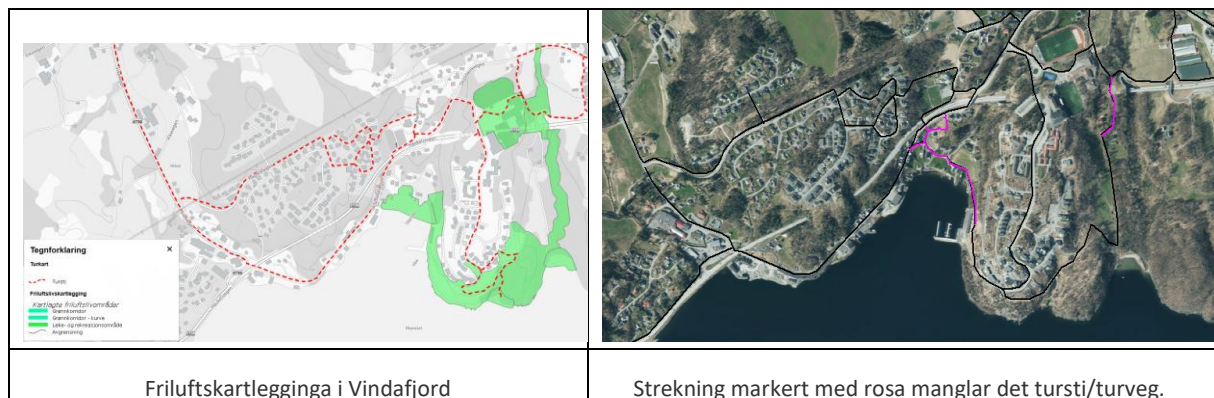 Tegnforklaring
×
Turkart
Tursti
Friluftslivskartlegging
Kartlagte friluftslivområder
Grønnkorridor
Grønnkorridor - kurve
Leke- og rekreasjonsområde
Avgrensning
Friluftskartlegginga i Vindafjord
Strekning markert med rosa manglar det tursti/turveg.